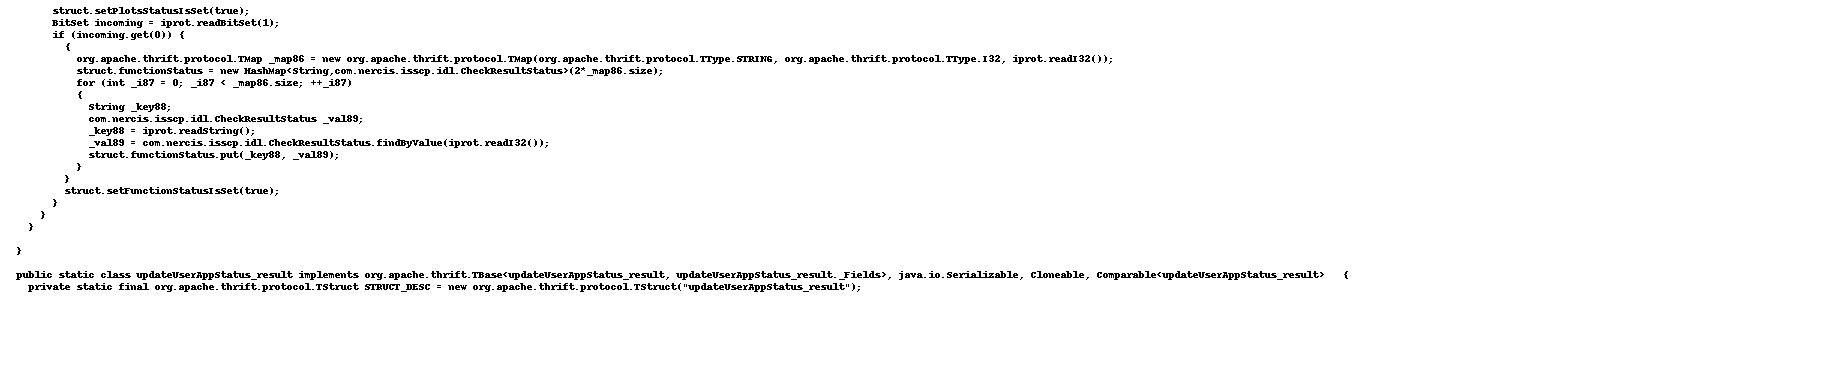 struct.setPlotsStatusIsSet(true);
BitSet incoming = iprot.readBitSet(1);
if (incoming.get(0)) {
{
org.apache.thrift.protocol.TMap _map86 = new org.apache.thrift.protocol.TMap(org.apache.thrift.protocol.TType.STRING, org.apache.thrift.protocol.TType.I32, iprot.readI32());
struct.functionStatus = new HashMap<String,com.nercis.isscp.idl.CheckResultStatus>(2*_map86.size);
for (int _i87 = 0; _i87 < _map86.size; ++_i87)
{
String _key88;
com.nercis.isscp.idl.CheckResultStatus _val89;
_key88 = iprot.readString();
_val89 = com.nercis.isscp.idl.CheckResultStatus.findByValue(iprot.readI32());
struct.functionStatus.put(_key88, _val89);
}
}
struct.setFunctionStatusIsSet(true);
}
}
}
}
public static class updateUserAppStatus_result implements org.apache.thrift.TBase<updateUserAppStatus_result, updateUserAppStatus_result._Fields>, java.io.Serializable, Cloneable, Comparable<updateUserAppStatus_result>   {
private static final org.apache.thrift.protocol.TStruct STRUCT_DESC = new org.apache.thrift.protocol.TStruct("updateUserAppStatus_result");